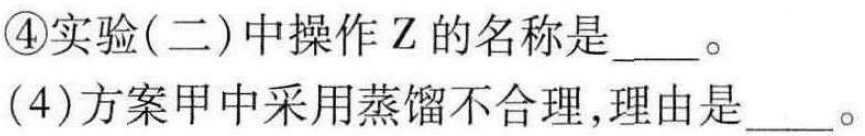 ④实验(二)中操作 Z 的名称是____。
(4)方案甲中采用蒸馏不合理,理由是____。